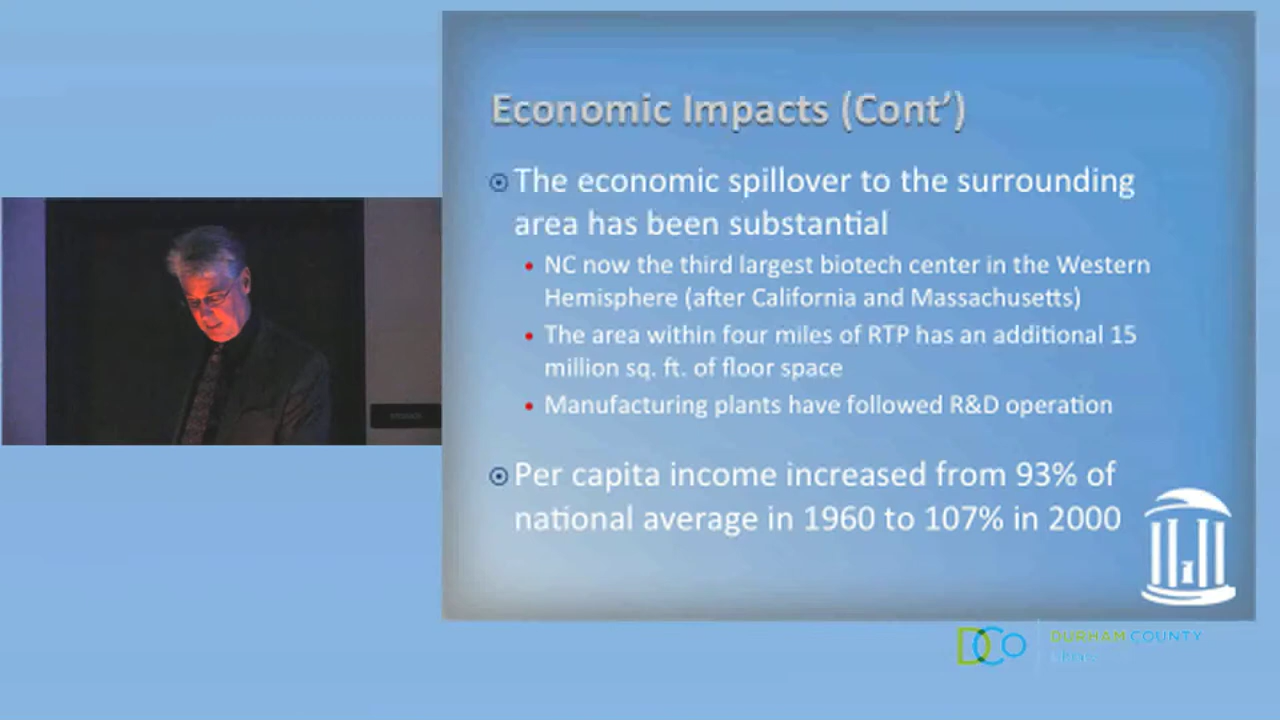 Economic Impacts (Cont’)
The economic spillover to the surrounding
area has been substantial
NC now the third largest biotech center in the Western
Hemisphere (after California and Massachusetts)
The area within four miles of RTP has an additional 15
million sq. ft. of floor space
Manufacturing plants have followed R&D operation
Per capita income increased from 93% of
national average in 1960 to 107% in 2000
DCo
DURHAM COUNTY